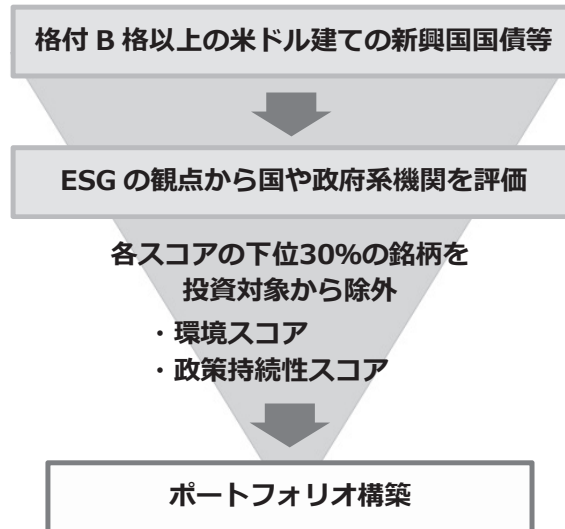 格付 B 格以上の米ドル建ての新興国国債等
ESG の観点から国や政府系機関を評価
各スコアの下位30%の銘柄を
投資対象から除外
・環境スコア
・政策持続性スコア
ポートフォリオ構築